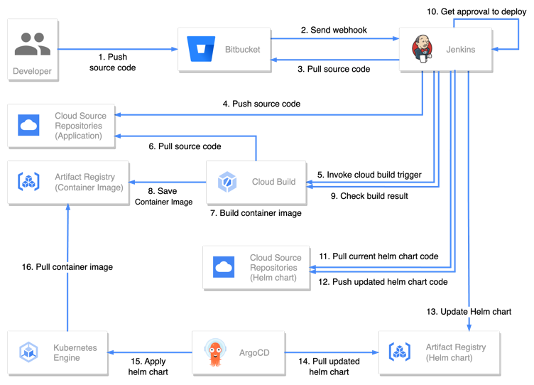 10. Get approval to deploy
2. Send webhook
Developer
1. Push
source code
Bitbucket
Jenkins
3. Pull source code
4. Push source code
Cloud Source
Repositories
(Application)
6. Pull source code
Artifact Registry
(Container Image)
8. Save
Container Image
Cloud Build
5. Invoke cloud build trigger
9. Check build result
7. Build container image
Cloud Source
Repositories
(Helm chart)
11. Pull current helm chart code
12. Push updated helm chart code
16. Pull container image
13. Update Helm chart
Kubernetes
Engine
15. Apply
helm chart
ArgoCD
14. Pull updated
helm chart
Artifact Registry
(Helm chart)